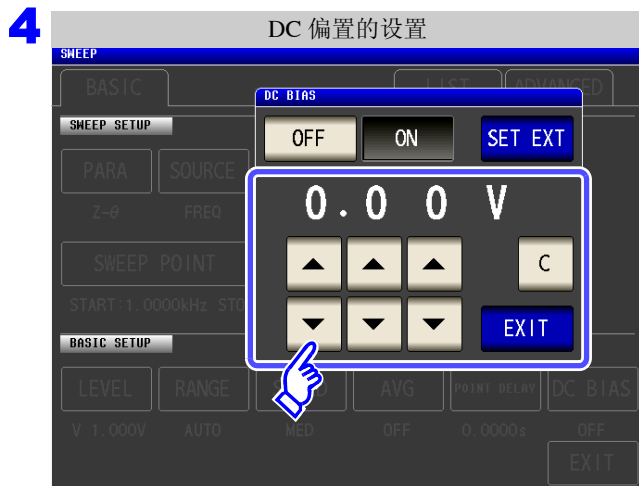 4
DC 偏置的设置
SWEEP
BASIC
LIST
ADVANCED
DC BIAS
SWEEP SETUP
OFF
ON
SET EXT
PARA
SOURCE
0.00 V
Z-θ
FREQ
SWEEP POINT
C
START:1.0000kHz STO
EXIT
BASIC SETUP
LEVEL
RANGE
AVG
POINT DELAY
DC BIAS
V 1.000V
AUTO
MED
OFF
0.0000s
OFF
EXIT